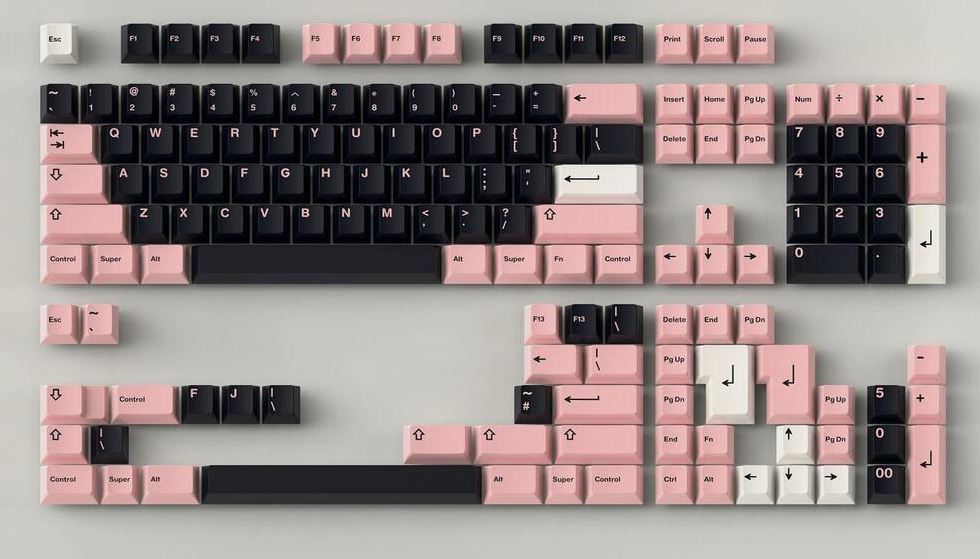 Esc F1 F2 F3 F4 F5 F6 F7 F8 F9 F10 F11 F12 Print Scroll Pause
~ ! @ # $ % ^ & * ( ) _ + ← Insert Home Pg Up Num ÷ × −
` 1 2 3 4 5 6 7 8 9 0 - =
Q W E R T Y U I O P { } | Delete End Pg Dn 7 8 9 +
[ ] \
A S D F G H J K L : " 4 5 6
; '
Z X C V B N M < > ? ↑ 1 2 3
, . /
Control Super Alt Alt Super Fn Control ← ↓ → 0 .
Esc ~ F13 F13 | Delete End Pg Dn
` \
← | Pg Up −
\
Control F J | ~ Pg Dn Pg Up 5 +
\ #
| End Fn ↑ Pg Dn 0
\
Control Super Alt Alt Super Control Ctrl Alt ← ↓ → 00